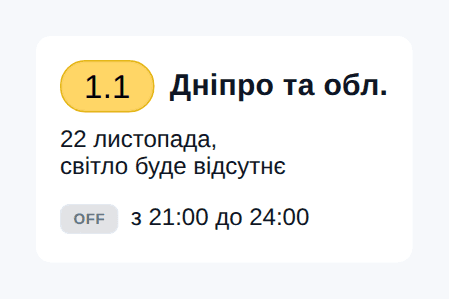 1.1 Дніпро та обл.
22 листопада,
світло буде відсутнє
OFF з 21:00 до 24:00